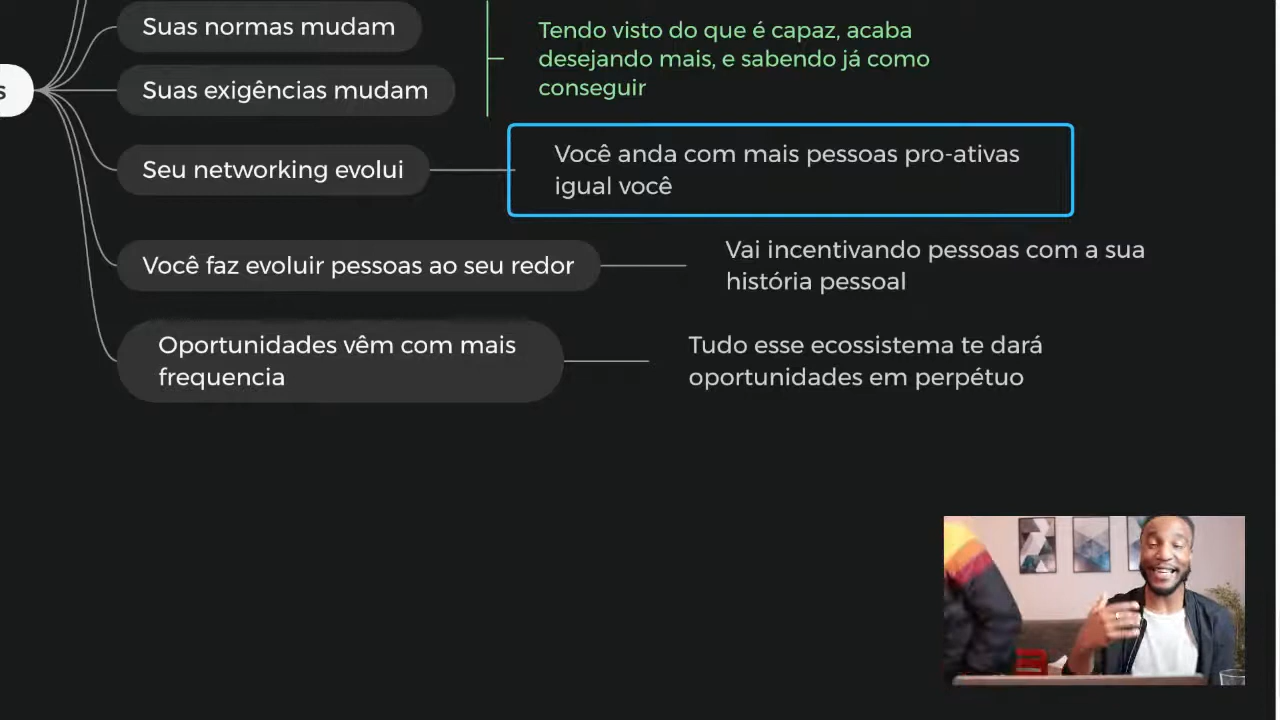 Suas normas mudam
Tendo visto do que é capaz, acaba
desejando mais, e sabendo já como
conseguir
s
Suas exigências mudam
Seu networking evolui
Você anda com mais pessoas pro-ativas
igual você
Você faz evoluir pessoas ao seu redor
Vai incentivando pessoas com a sua
história pessoal
Oportunidades vêm com mais
frequencia
Tudo esse ecossistema te dará
oportunidades em perpétuo